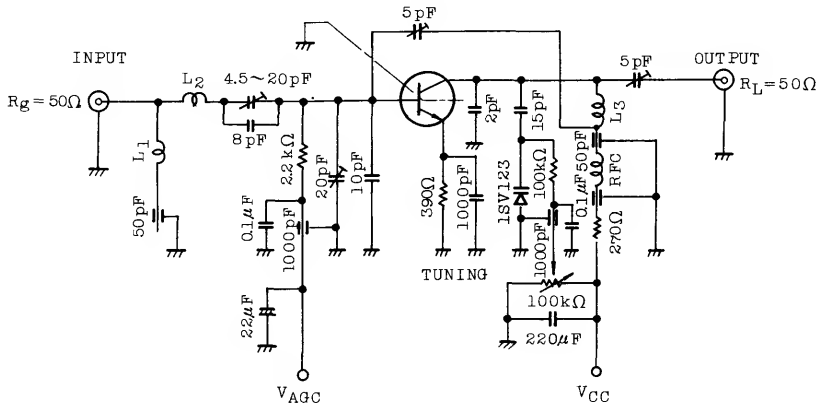 INPUT
Rg=50Ω
L1
50pF
L2
4.5~20pF
8pF
2.2kΩ
0.1μF
1000pF
22μF
VAGC
20pF
10pF
5pF
390Ω
1000pF
2pF
15pF
1SV123
100kΩ
1000pF
0.1μF
TUNING
100kΩ
220μF
L3
50pF
RFC
270Ω
VCC
5pF
OUTPUT
RL=50Ω